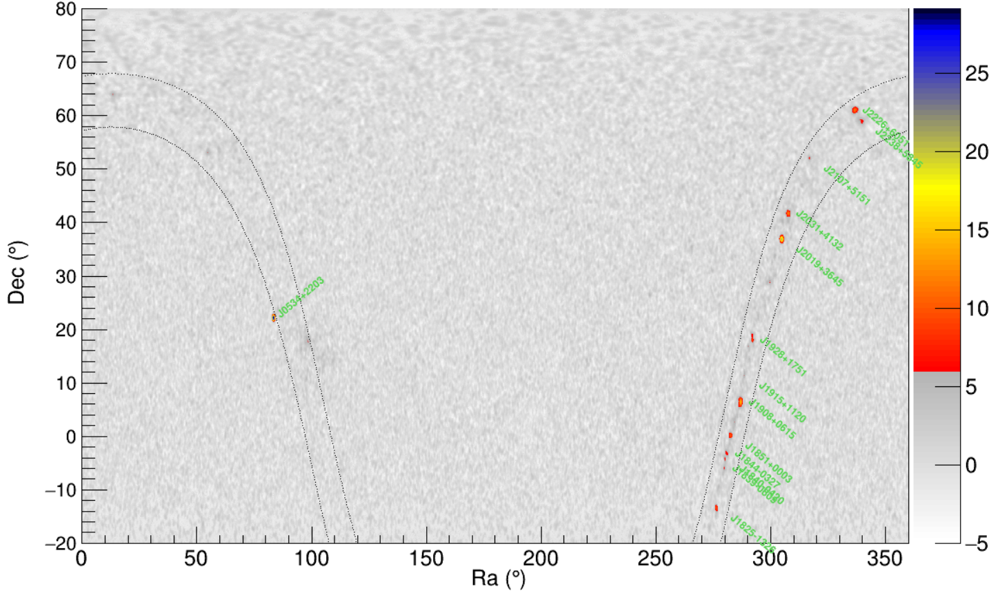 80
70
60
50
40
30
20
10
0
−10
−20
Dec (°)
0
50
100
150
200
250
300
350
Ra (°)
J0534+2203
J2226+6051
J2238+5845
J2107+5151
J2031+4132
J2019+3645
J1928+1751
J1915+1120
J1908+0615
J1851+0003
J1844-0327
J1825-1326
25
20
15
10
5
0
−5